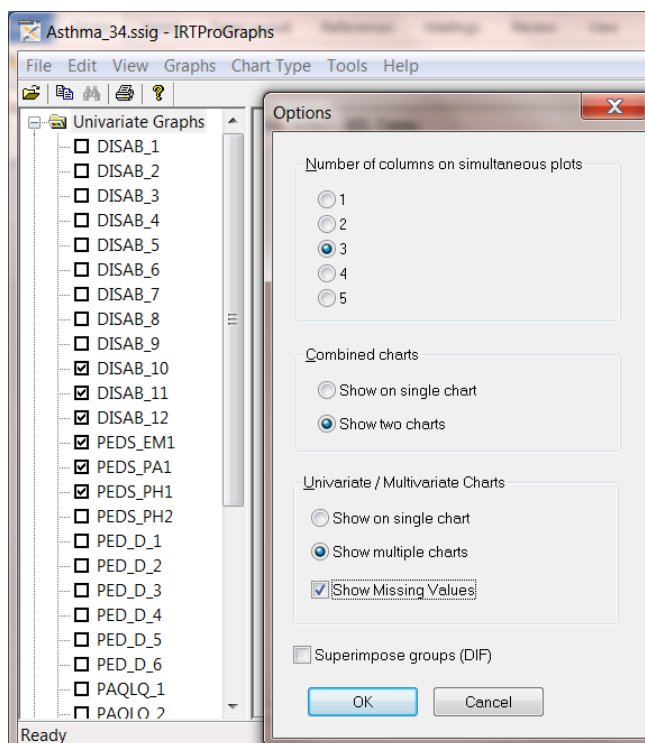 Asthma_34.ssig - IRTProGraphs
File Edit View Graphs Chart Type Tools Help
Univariate Graphs
DISAB_1
DISAB_2
DISAB_3
DISAB_4
DISAB_5
DISAB_6
DISAB_7
DISAB_8
DISAB_9
DISAB_10
DISAB_11
DISAB_12
PEDS_EM1
PEDS_PA1
PEDS_PH1
PEDS_PH2
PED_D_1
PED_D_2
PED_D_3
PED_D_4
PED_D_5
PED_D_6
PAQLQ_1
PAQLQ_2
Ready
Options
Number of columns on simultaneous plots
1
2
3
4
5
Combined charts
Show on single chart
Show two charts
Univariate / Multivariate Charts
Show on single chart
Show multiple charts
Show Missing Values
Superimpose groups (DIF)
OK Cancel